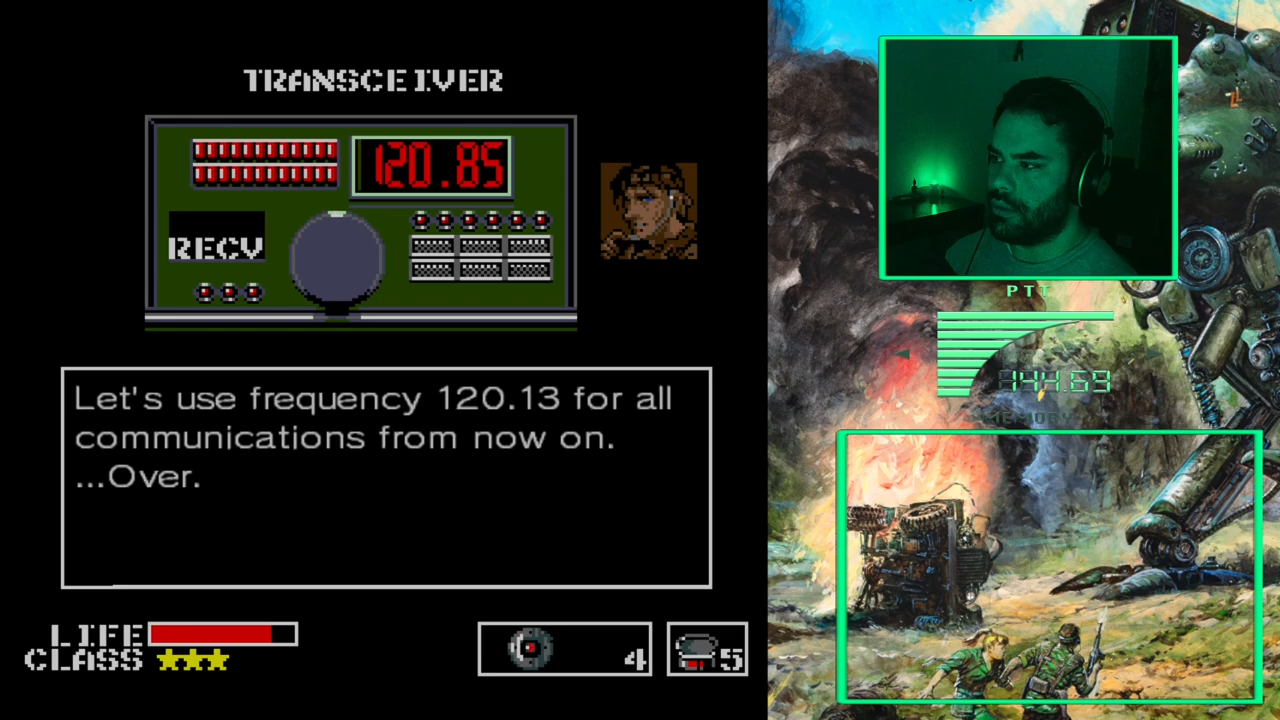 TRANSCEIVER
120.85
RECV
Let's use frequency 120.13 for all
communications from now on.
...Over.
LIFE
CLASS
4
5
PTT
144.69
MEMORY